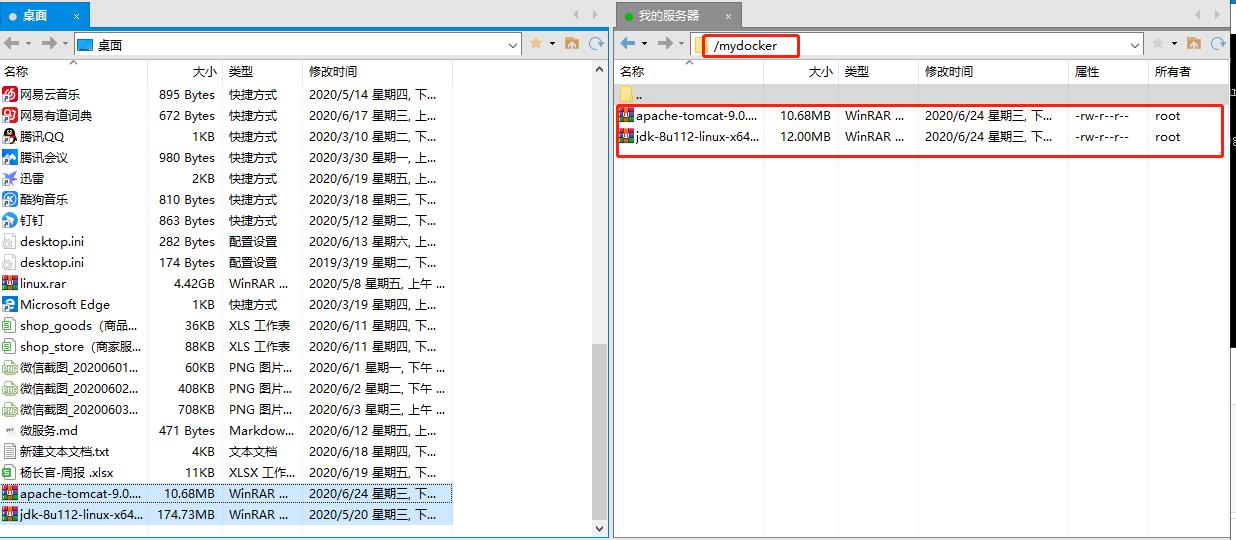 桌面 ×
桌面
名称 大小 类型 修改时间
网易云音乐 895 Bytes 快捷方式 2020/5/14 星期四, 下...
网易有道词典 672 Bytes 快捷方式 2020/6/17 星期三, 上...
腾讯QQ 1KB 快捷方式 2020/3/10 星期二, 上...
腾讯会议 980 Bytes 快捷方式 2020/3/30 星期一, 上...
迅雷 2KB 快捷方式 2020/6/19 星期五, 上...
酷狗音乐 810 Bytes 快捷方式 2020/3/18 星期三, 下...
钉钉 863 Bytes 快捷方式 2020/5/12 星期二, 下...
desktop.ini 282 Bytes 配置设置 2020/6/13 星期六, 上...
desktop.ini 174 Bytes 配置设置 2019/3/19 星期二, 下...
linux.rar 4.42GB WinRAR ... 2020/5/8 星期五, 上午 ...
Microsoft Edge 1KB 快捷方式 2020/3/19 星期四, 上...
shop_goods（商品... 36KB XLS 工作表 2020/6/11 星期四, 下...
shop_store（商家服... 88KB XLS 工作表 2020/6/11 星期四, 下...
微信截图_20200601... 60KB PNG 图片... 2020/6/1 星期一, 下午 ...
微信截图_20200602... 408KB PNG 图片... 2020/6/2 星期二, 下午 ...
微信截图_20200603... 708KB PNG 图片... 2020/6/3 星期三, 上午 ...
微服务.md 471 Bytes Markdow... 2020/6/12 星期五, 上...
新建文本文档.txt 4KB 文本文档 2020/6/18 星期四, 下...
杨长官-周报 .xlsx 11KB XLSX 工作... 2020/6/19 星期五, 下...
apache-tomcat-9.0.... 10.68MB WinRAR ... 2020/6/24 星期三, 下...
jdk-8u112-linux-x64... 174.73MB WinRAR ... 2020/5/20 星期三, 下...
我的服务器 ×
/mydocker
名称 大小 类型 修改时间 属性 所有者
..
apache-tomcat-9.0.... 10.68MB WinRAR ... 2020/6/24 星期三, 下... -rw-r--r-- root
jdk-8u112-linux-x64... 12.00MB WinRAR ... 2020/6/24 星期三, 下... -rw-r--r-- root